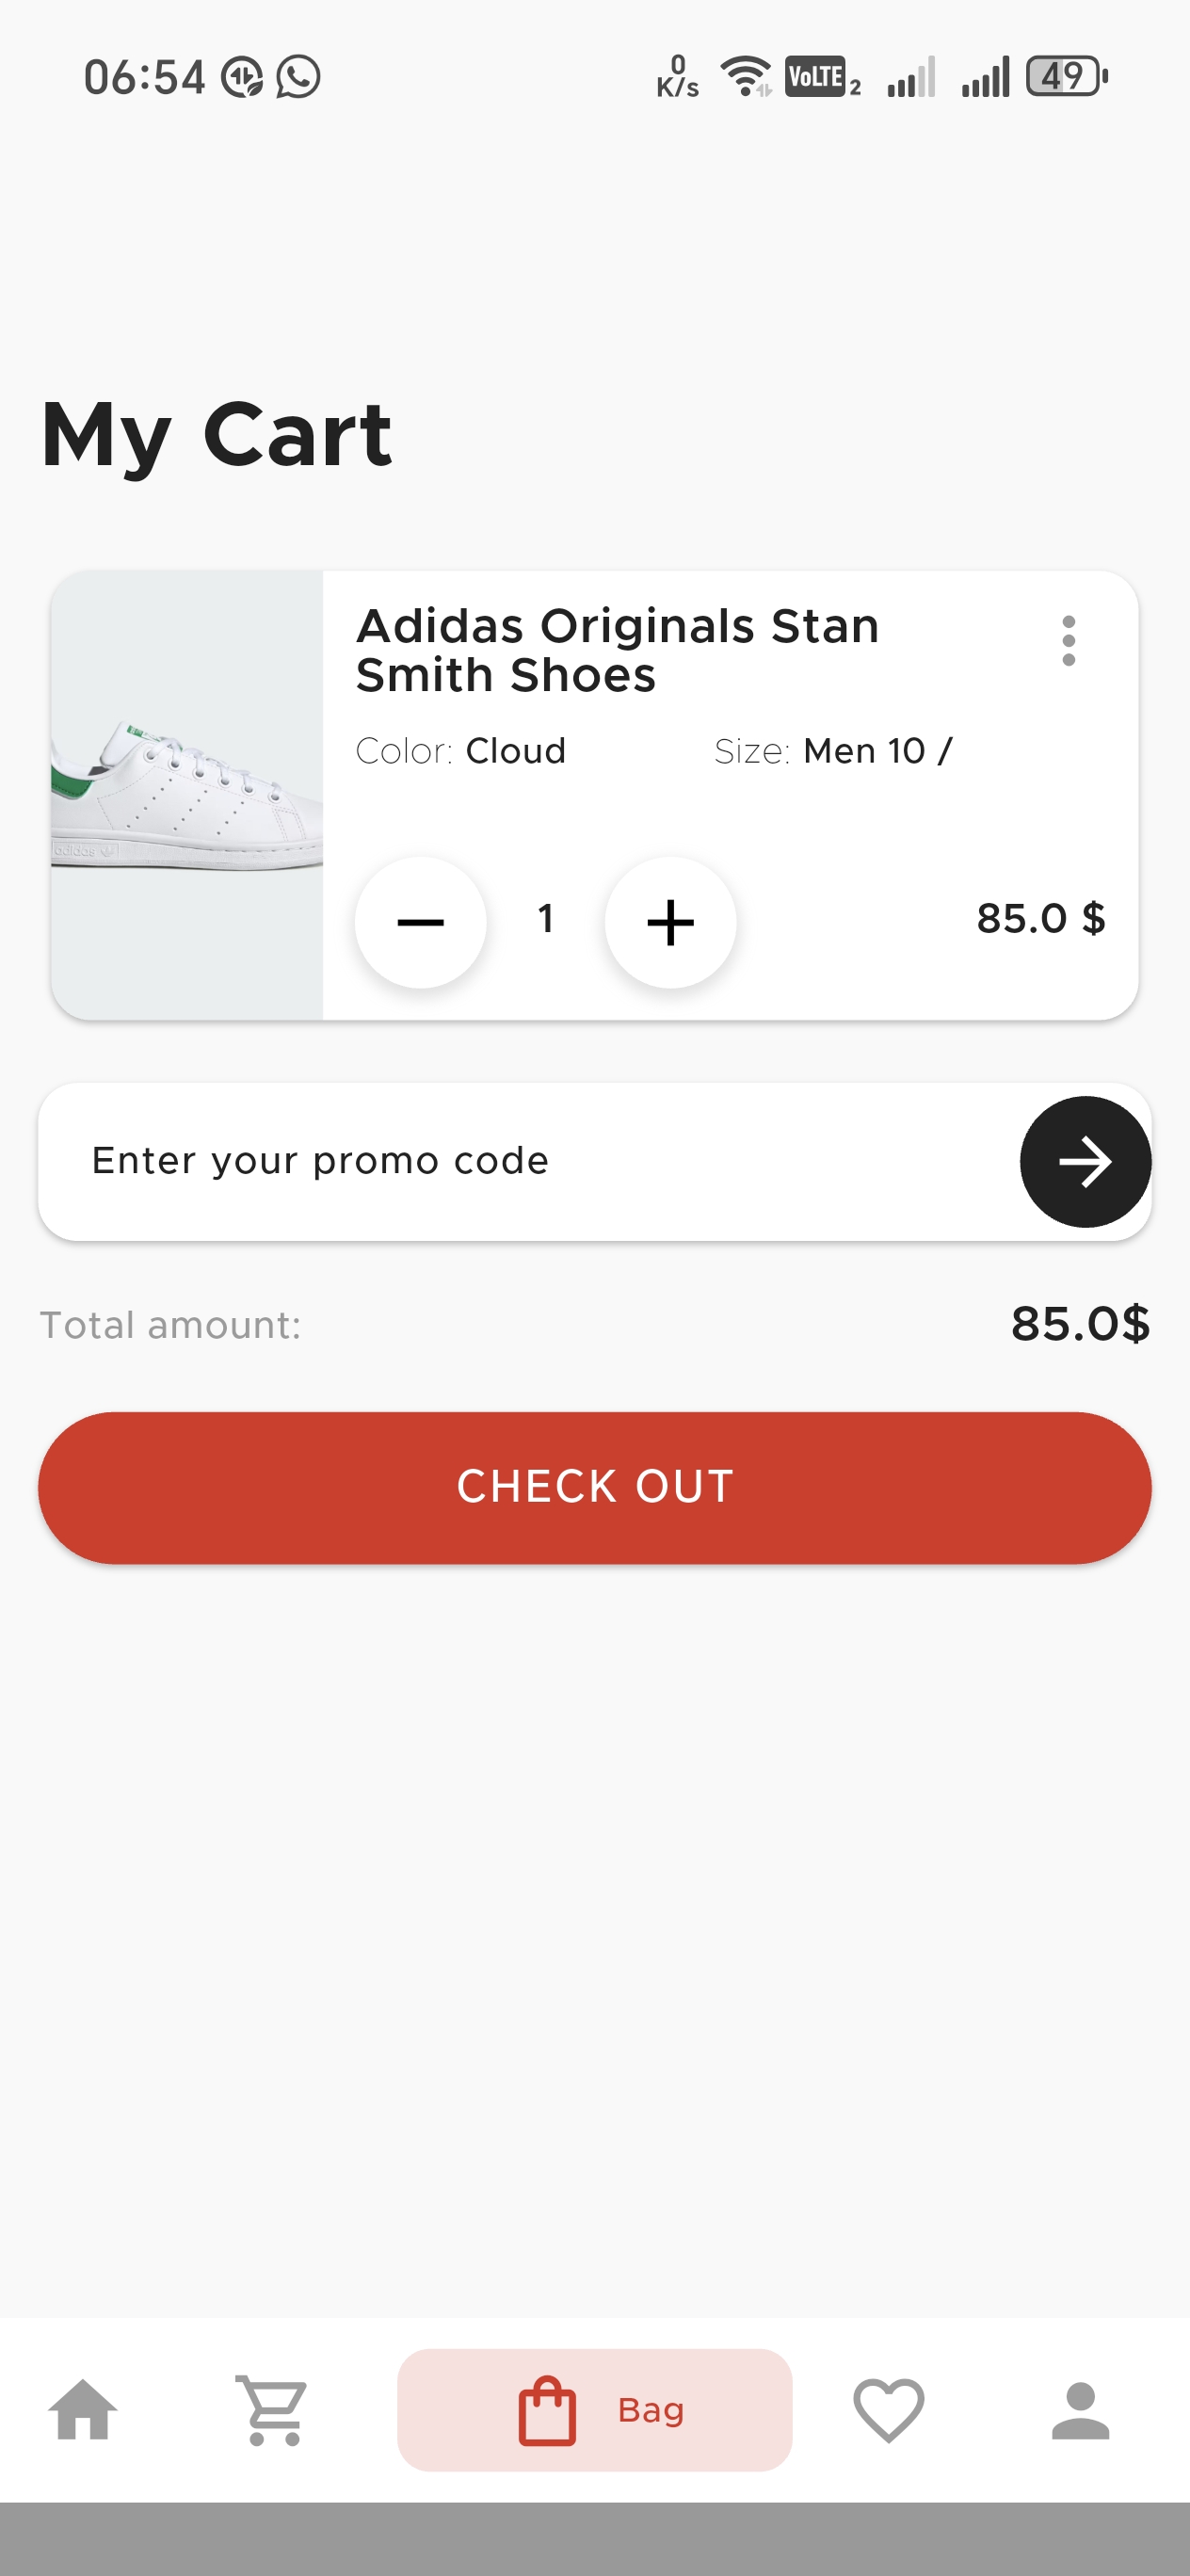 06:54 0 K/s VoLTE 2 49
My Cart
Adidas Originals Stan
Smith Shoes
Color: Cloud Size: Men 10 /
adidas
1 85.0 $
Enter your promo code
Total amount: 85.0$
CHECK OUT
Bag